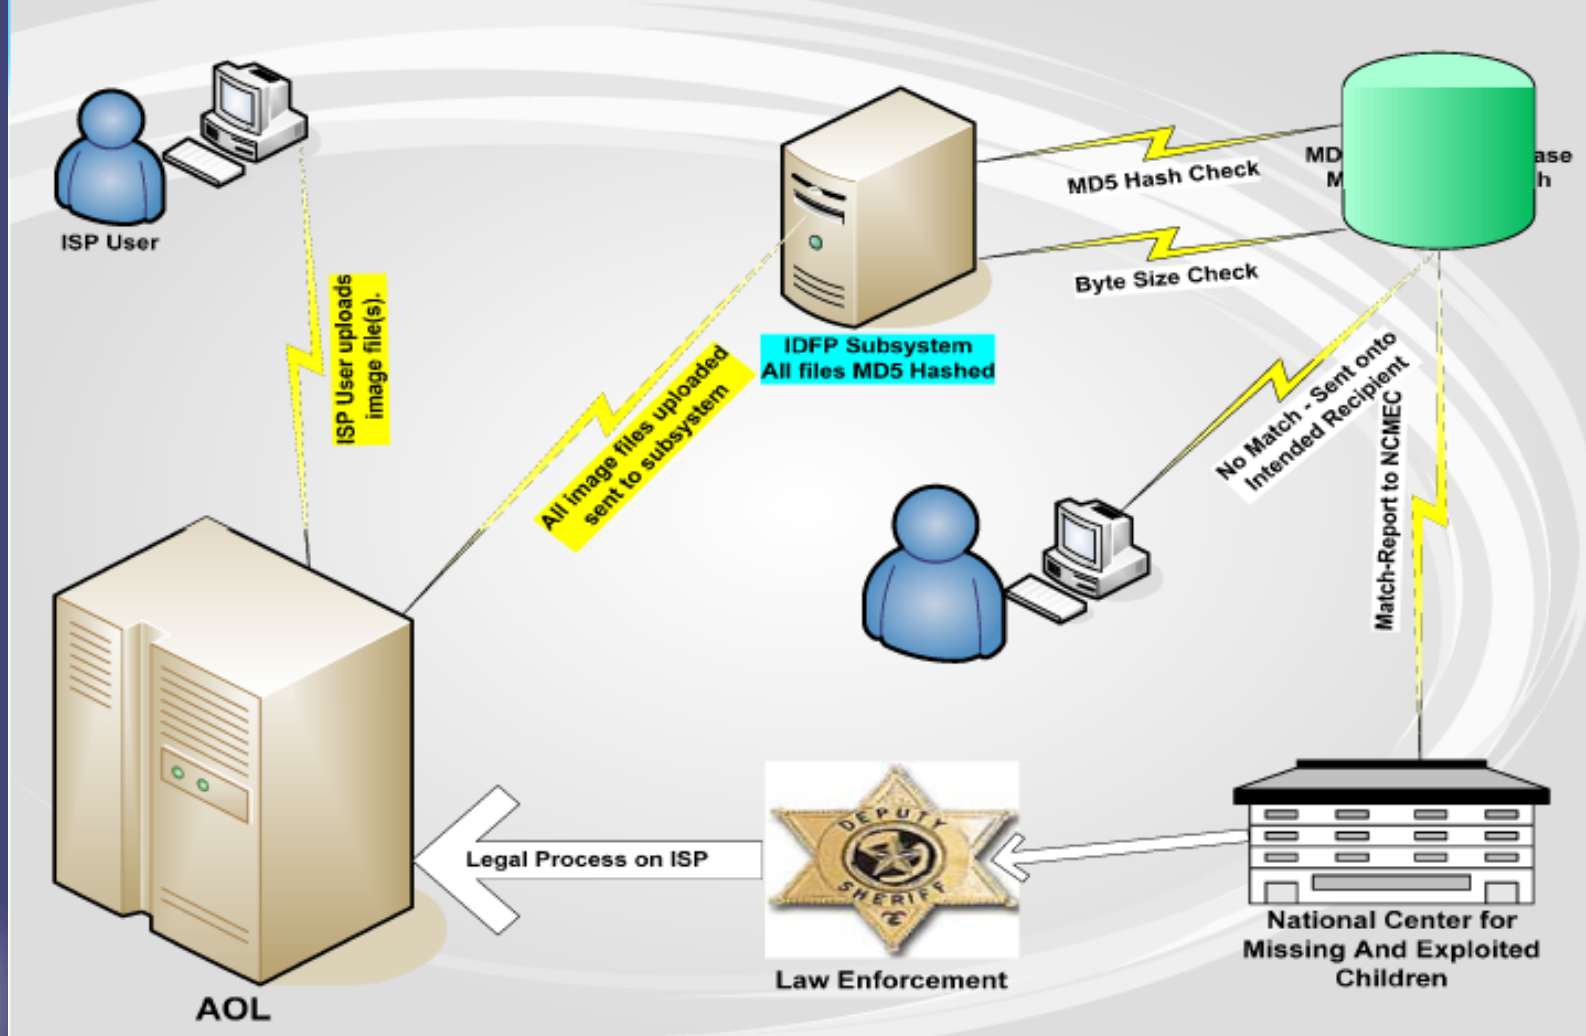 ISP User
ISP User uploads
image file(s).
All image files uploaded
sent to subsystem
IDFP Subsystem
All files MD5 Hashed
MD5 Hash Check
Byte Size Check
No Match - Sent onto
Intended Recipient
Match-Report to NCMEC
National Center for
Missing And Exploited
Children
DEPUTY
SHERIFF
Law Enforcement
Legal Process on ISP
AOL